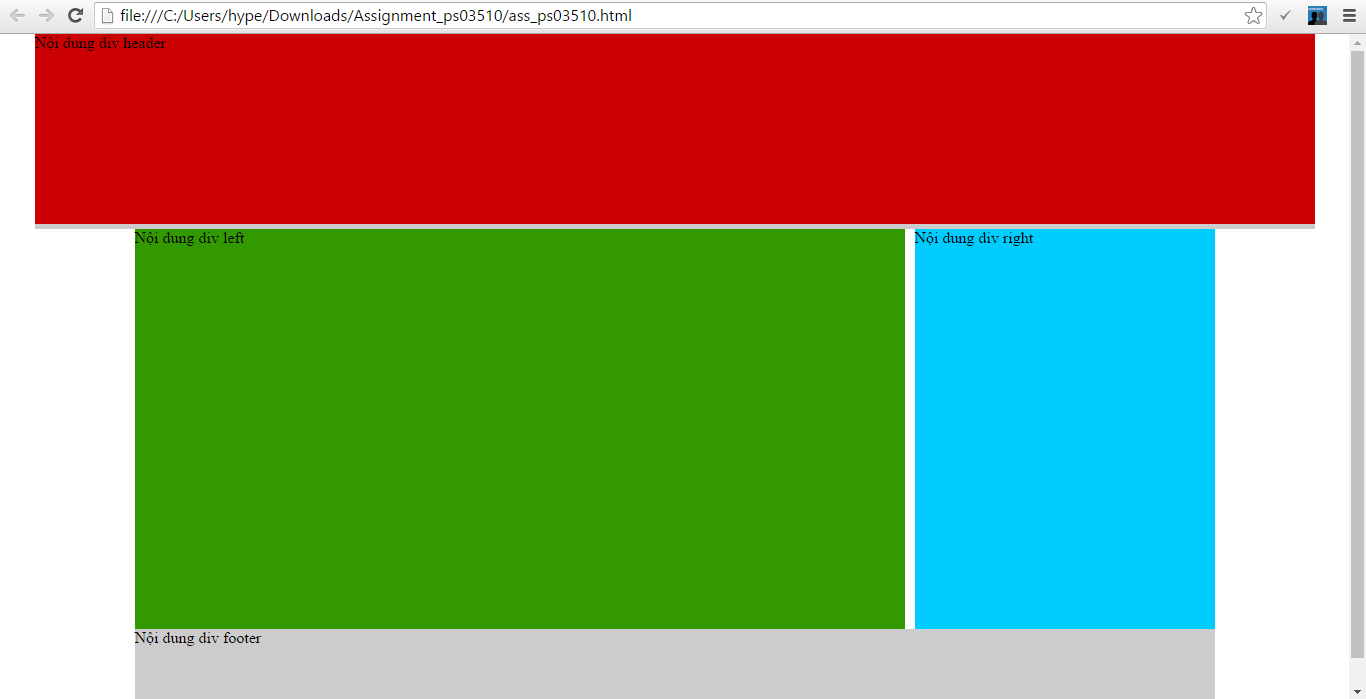 file:///C:/Users/hype/Downloads/Assignment_ps03510/ass_ps03510.html
Nội dung div header
Nội dung div left
Nội dung div right
Nội dung div footer